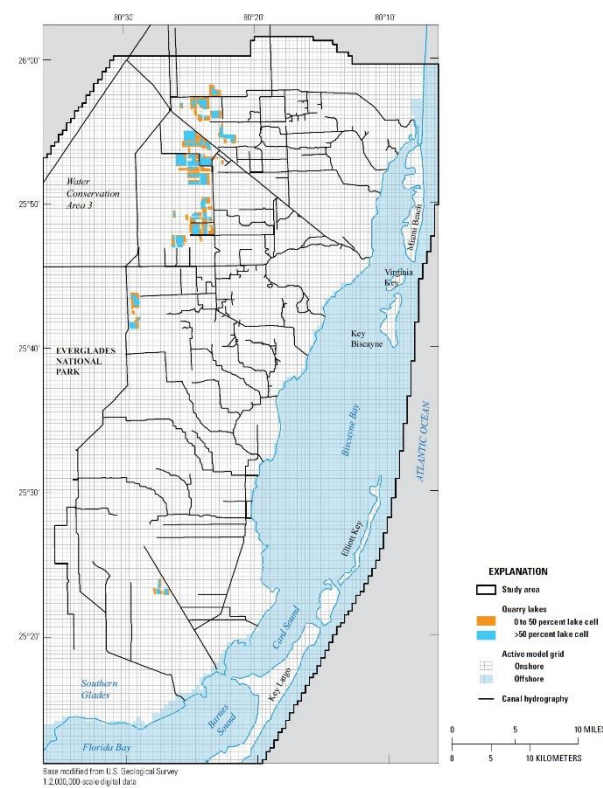 80°30'
80°20'
80°10'
26°00'
Water
Conservation
Area 3
25°50'
Miami Beach
Virginia
Key
Key
Biscayne
25°40'
EVERGLADES
NATIONAL
PARK
Biscayne Bay
ATLANTIC OCEAN
25°30'
Elliott Key
EXPLANATION
Study area
Quarry lakes
0 to 50 percent lake cell
>50 percent lake cell
Active model grid
Onshore
Offshore
Canal hydrography
25°20'
Card Sound
Southern
Glades
Key Largo
Barnes
Sound
Florida Bay
0 5 10 MILES
0 5 10 KILOMETERS
Base modified from U.S. Geological Survey
1:2,000,000-scale digital data